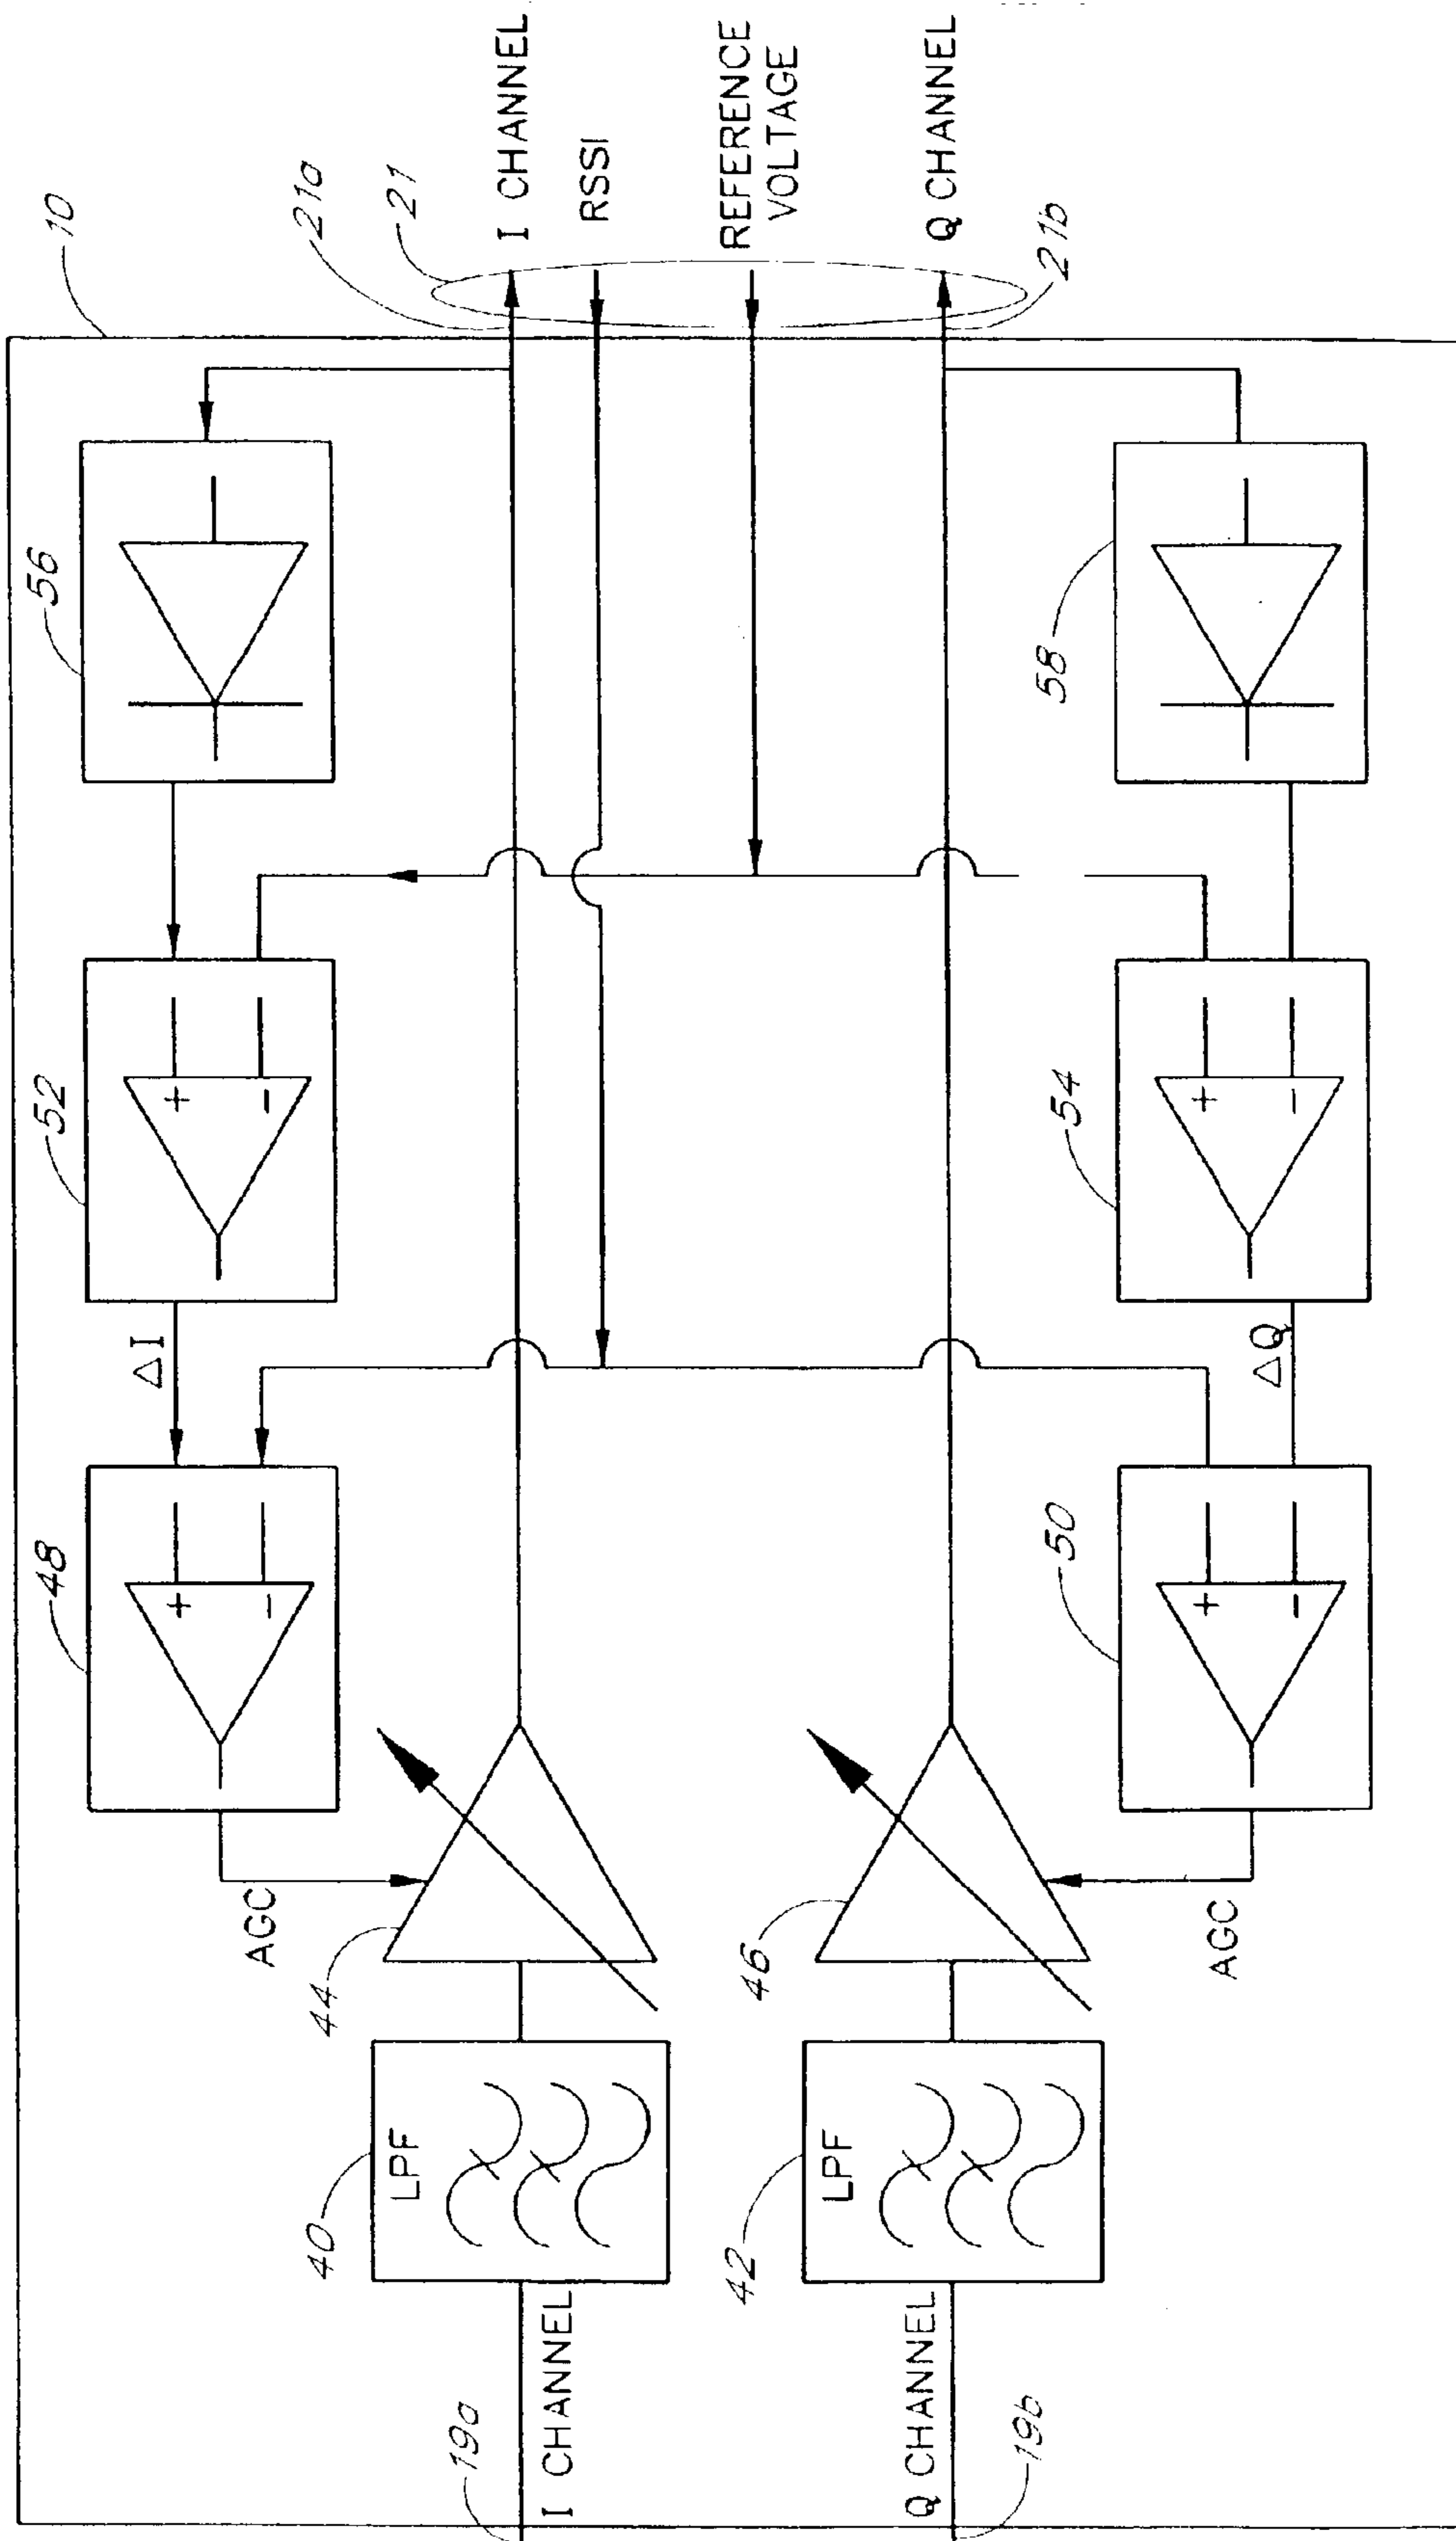 10
56
52
ΔI
48
AGC
44
40
LPF
I CHANNEL
19a
21a
21
I CHANNEL
RSSI
REFERENCE
VOLTAGE
Q CHANNEL
21b
46
42
LPF
Q CHANNEL
19b
58
54
ΔQ
50
AGC
+
-
+
-
+
-
+
-